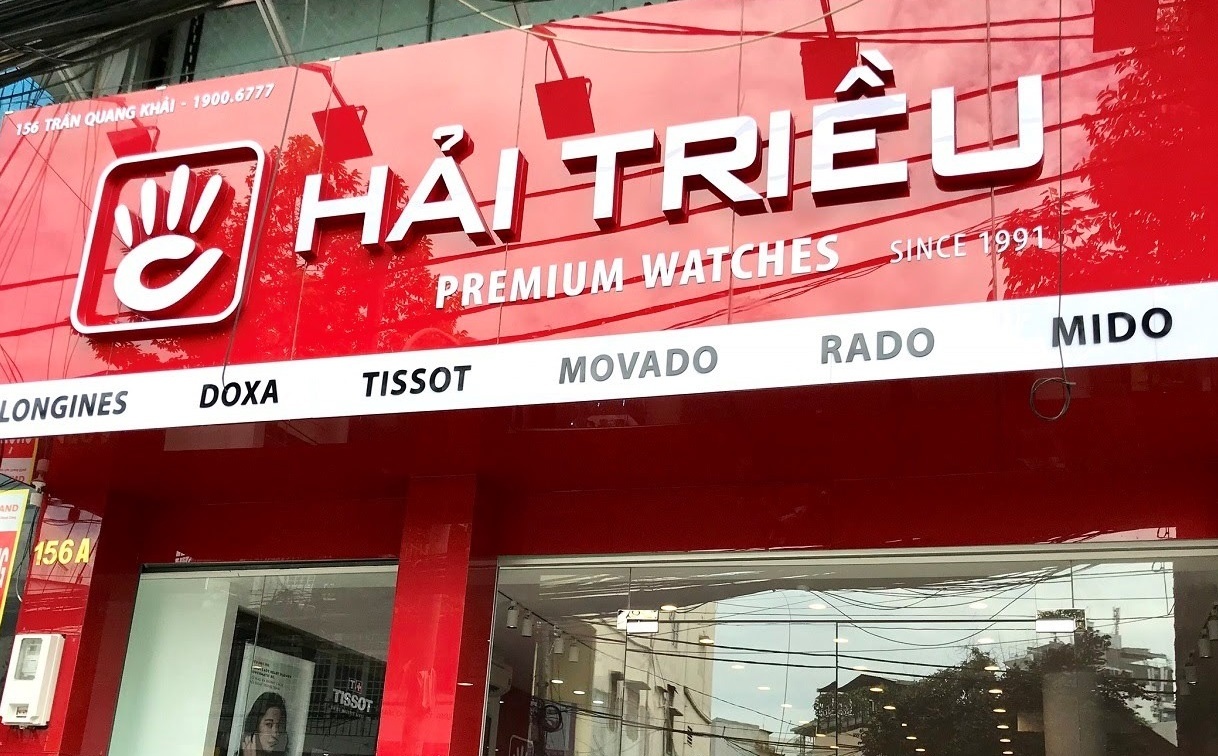 156 TRẦN QUANG KHẢI - 1900.6777
HẢI TRIỀU
PREMIUM WATCHES SINCE 1991
LONGINES DOXA TISSOT MOVADO RADO MIDO
156A
TISSOT